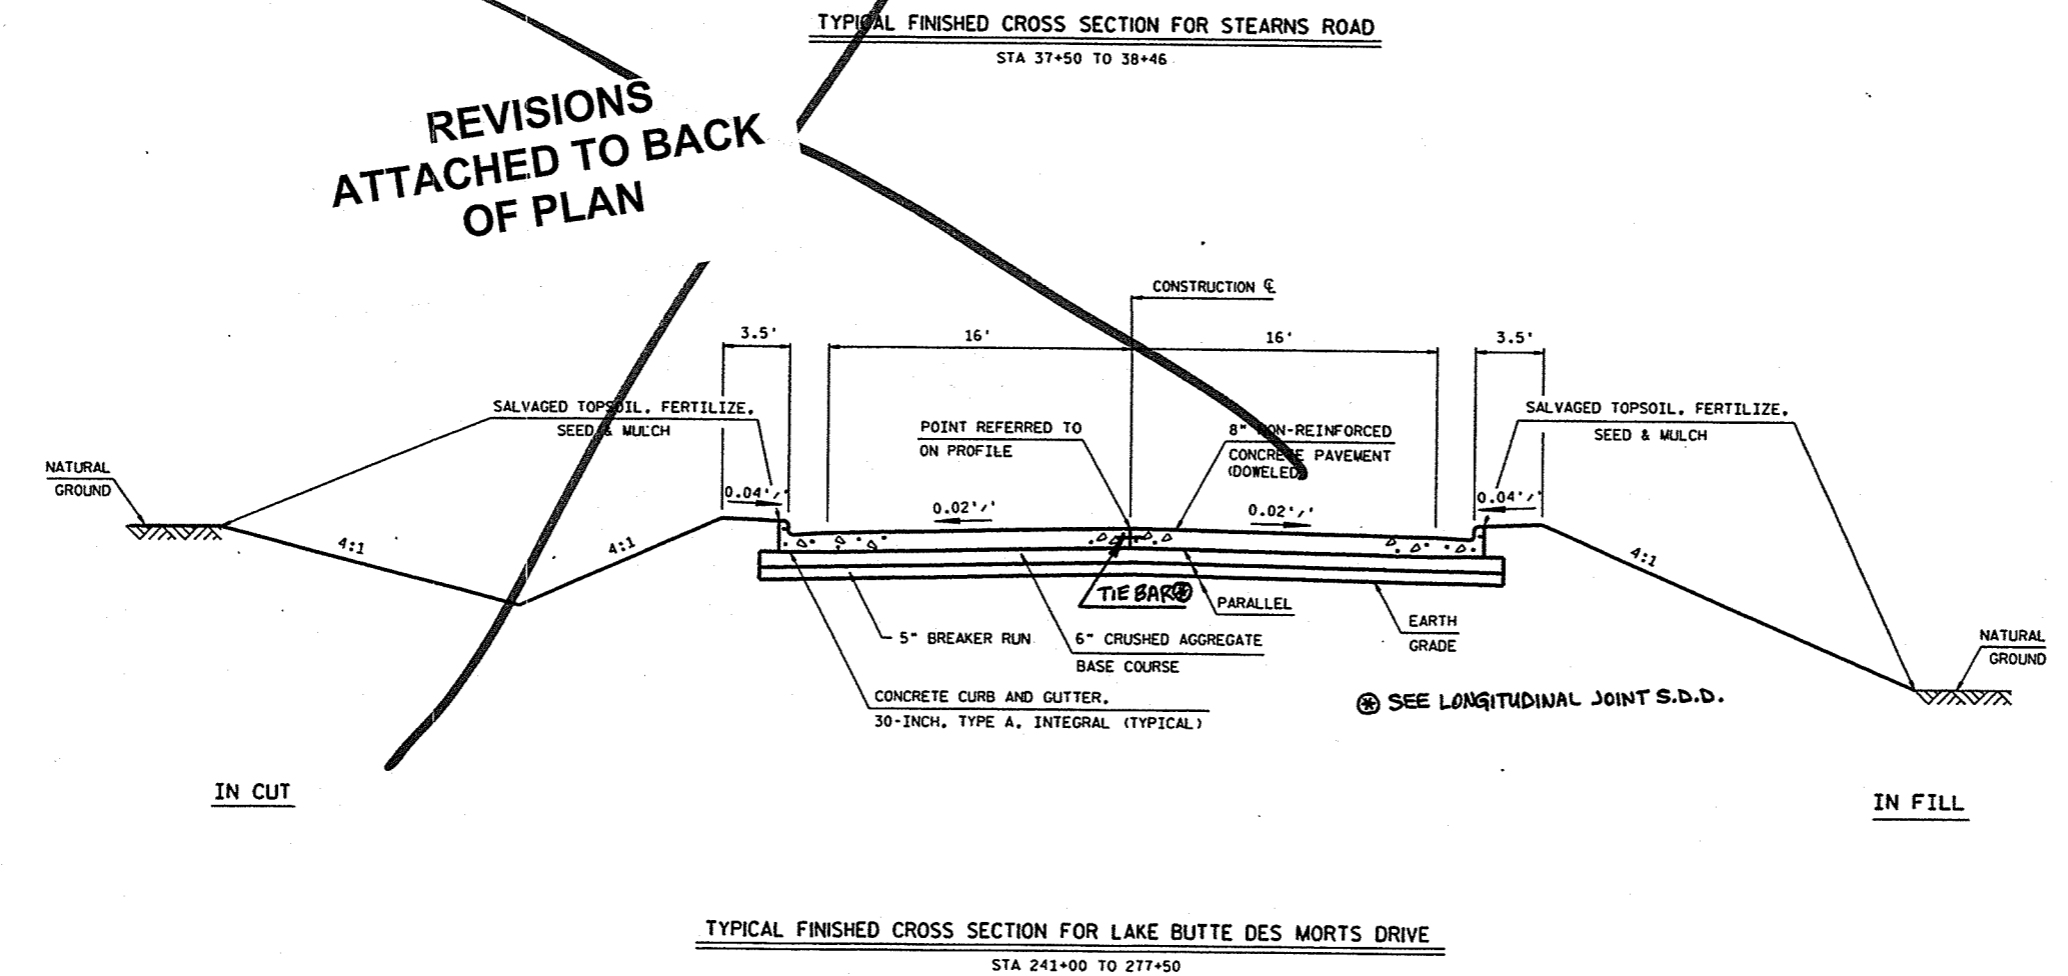 TYPICAL FINISHED CROSS SECTION FOR STEARNS ROAD
STA 37+50 TO 38+46
REVISIONS
ATTACHED TO BACK
OF PLAN
CONSTRUCTION ℄
3.5'
16'
16'
3.5'
SALVAGED TOPSOIL, FERTILIZE,
SEED & MULCH
POINT REFERRED TO
ON PROFILE
8" NON-REINFORCED
CONCRETE PAVEMENT
(DOWELED)
SALVAGED TOPSOIL, FERTILIZE,
SEED & MULCH
NATURAL
GROUND
0.04'/'
0.02'/'
0.02'/'
0.04'/'
4:1
4:1
4:1
TIE BAR⊛
PARALLEL
5" BREAKER RUN
6" CRUSHED AGGREGATE
BASE COURSE
EARTH
GRADE
NATURAL
GROUND
CONCRETE CURB AND GUTTER,
30-INCH, TYPE A, INTEGRAL (TYPICAL)
⊛ SEE LONGITUDINAL JOINT S.D.D.
IN CUT
IN FILL
TYPICAL FINISHED CROSS SECTION FOR LAKE BUTTE DES MORTS DRIVE
STA 241+00 TO 277+50